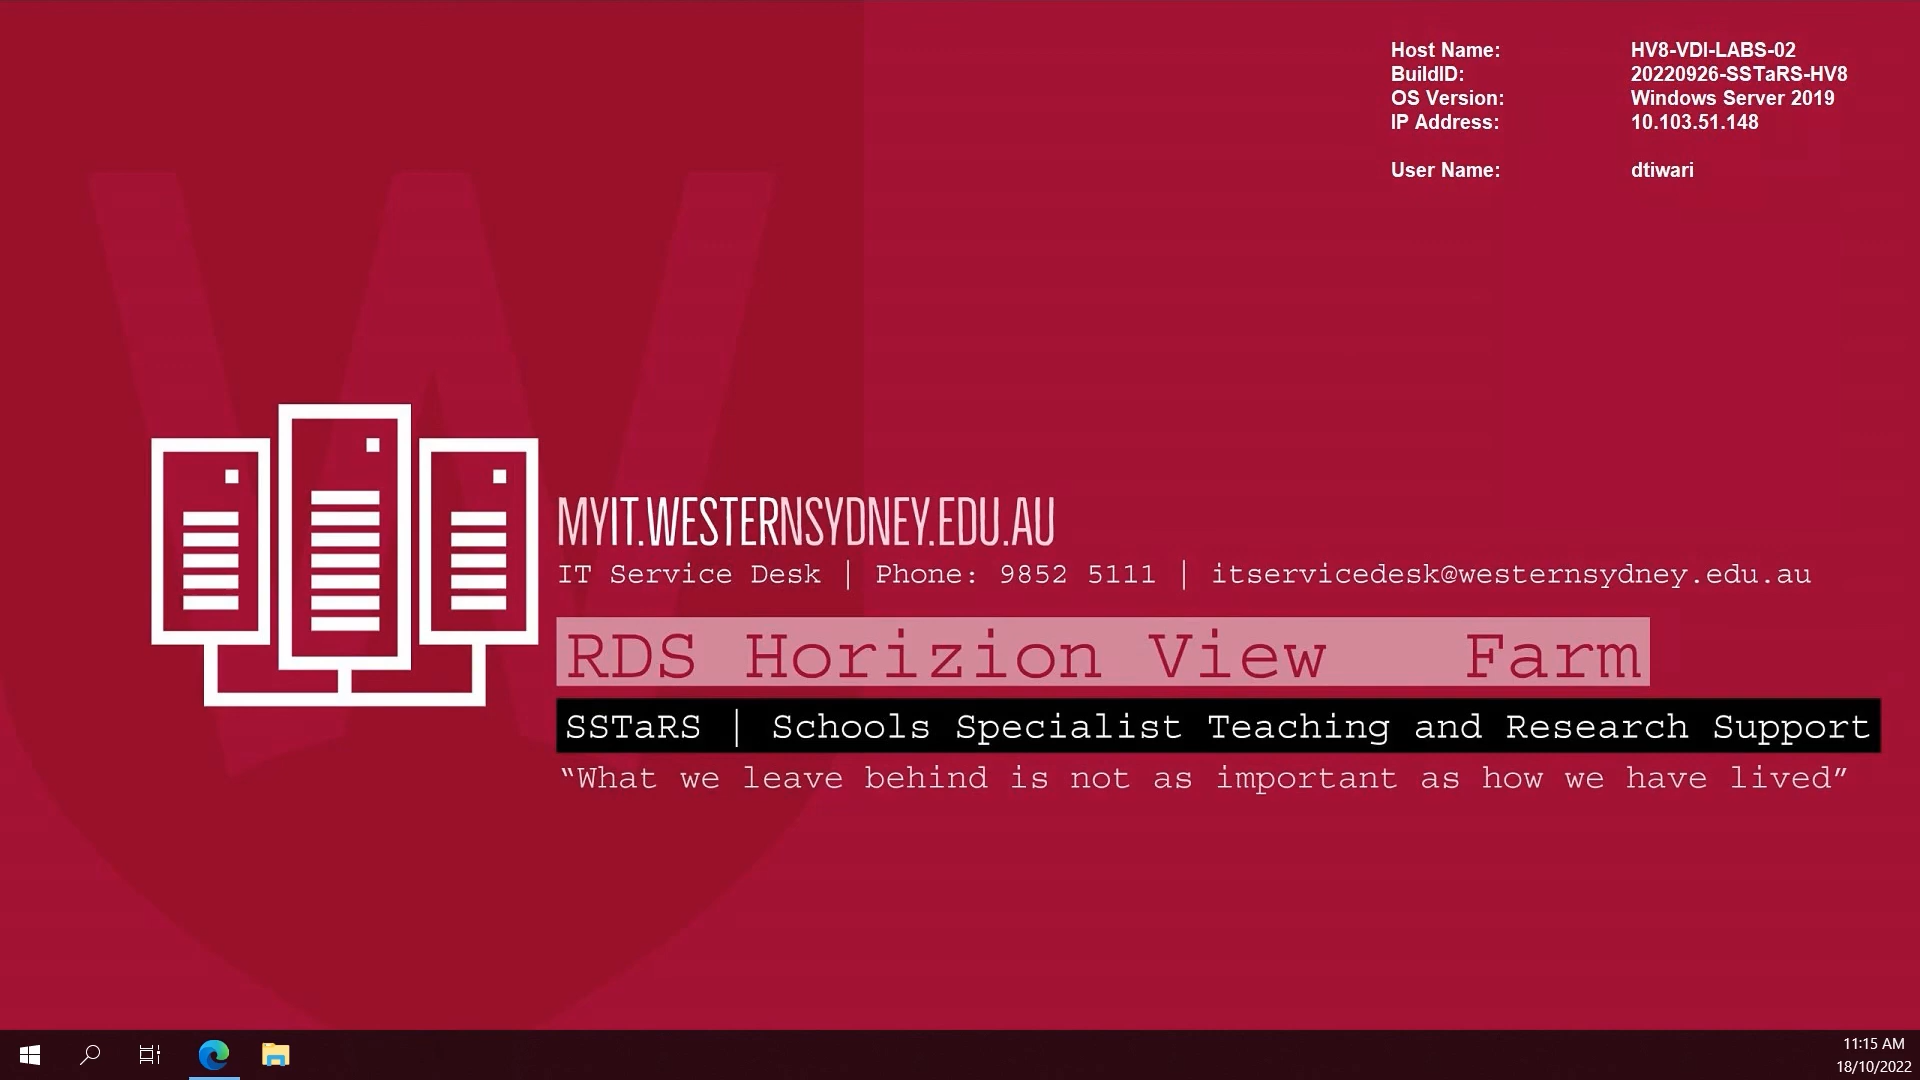 Host Name: HV8-VDI-LABS-02
BuildID: 20220926-SSTaRS-HV8
OS Version: Windows Server 2019
IP Address: 10.103.51.148
User Name: dtiwari
MYIT.WESTERNSYDNEY.EDU.AU
IT Service Desk | Phone: 9852 5111 | itservicedesk@westernsydney.edu.au
RDS Horizion View Farm
SSTaRS | Schools Specialist Teaching and Research Support
“What we leave behind is not as important as how we have lived”
11:15 AM
18/10/2022